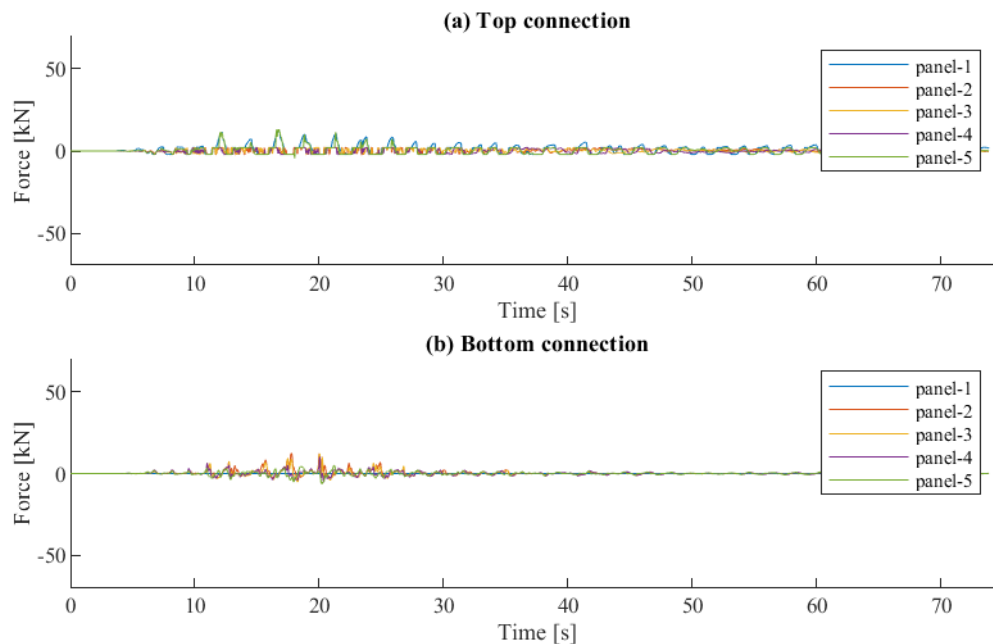 (a) Top connection
Force [kN]
50
0
-50
panel-1
panel-2
panel-3
panel-4
panel-5
0 10 20 30 40 50 60 70
Time [s]
(b) Bottom connection
Force [kN]
50
0
-50
panel-1
panel-2
panel-3
panel-4
panel-5
0 10 20 30 40 50 60 70
Time [s]